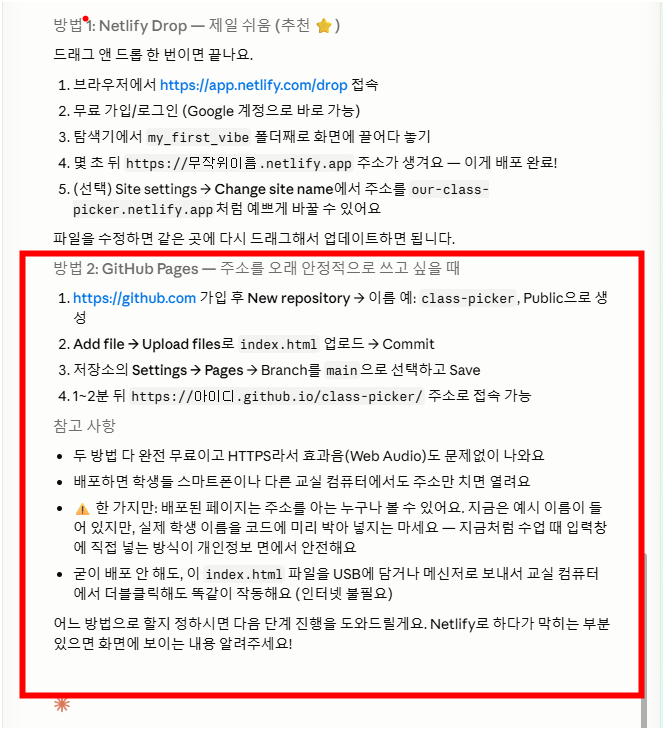 방법 1: Netlify Drop — 제일 쉬움 (추천 ⭐)
드래그 앤 드롭 한 번이면 끝나요.
1. 브라우저에서 https://app.netlify.com/drop 접속
2. 무료 가입/로그인 (Google 계정으로 바로 가능)
3. 탐색기에서 my_first_vibe 폴더째로 화면에 끌어다 놓기
4. 몇 초 뒤 https://무작위이름.netlify.app 주소가 생겨요 — 이게 배포 완료!
5. (선택) Site settings → Change site name에서 주소를 our-class-
picker.netlify.app 처럼 예쁘게 바꿀 수 있어요
파일을 수정하면 같은 곳에 다시 드래그해서 업데이트하면 됩니다.
방법 2: GitHub Pages — 주소를 오래 안정적으로 쓰고 싶을 때
1. https://github.com 가입 후 New repository → 이름 예: class-picker, Public으로 생
성
2. Add file → Upload files로 index.html 업로드 → Commit
3. 저장소의 Settings → Pages → Branch를 main으로 선택하고 Save
4. 1~2분 뒤 https://아이디.github.io/class-picker/ 주소로 접속 가능
참고 사항
• 두 방법 다 완전 무료이고 HTTPS라서 효과음(Web Audio)도 문제없이 나와요
• 배포하면 학생들 스마트폰이나 다른 교실 컴퓨터에서도 주소만 치면 열려요
• ⚠️ 한 가지만: 배포된 페이지는 주소를 아는 누구나 볼 수 있어요. 지금은 예시 이름이 들
어 있지만, 실제 학생 이름을 코드에 미리 박아 넣지는 마세요 — 지금처럼 수업 때 입력창
에 직접 넣는 방식이 개인정보 면에서 안전해요
• 굳이 배포 안 해도, 이 index.html 파일을 USB에 담거나 메신저로 보내서 교실 컴퓨터
에서 더블클릭해도 똑같이 작동해요 (인터넷 불필요)
어느 방법으로 할지 정하시면 다음 단계 진행을 도와드릴게요. Netlify로 하다가 막히는 부분
있으면 화면에 보이는 내용 알려주세요!